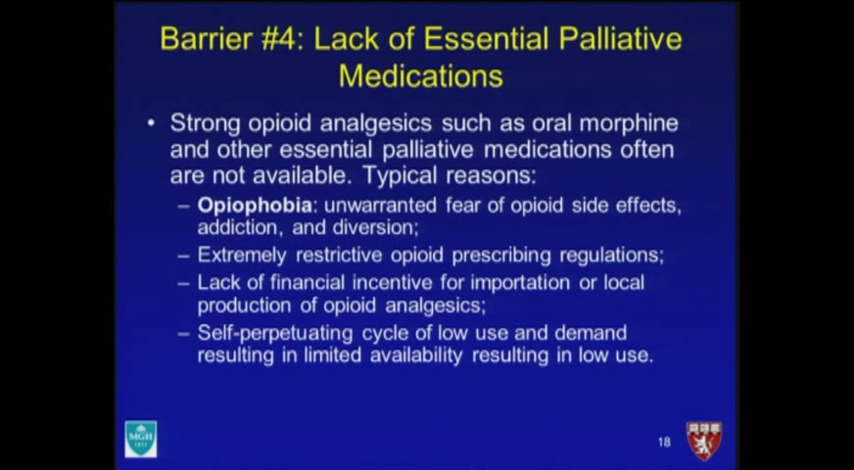 Barrier #4: Lack of Essential Palliative
Medications
• Strong opioid analgesics such as oral morphine
and other essential palliative medications often
are not available. Typical reasons:
– Opiophobia: unwarranted fear of opioid side effects,
addiction, and diversion;
– Extremely restrictive opioid prescribing regulations;
– Lack of financial incentive for importation or local
production of opioid analgesics;
– Self-perpetuating cycle of low use and demand
resulting in limited availability resulting in low use.
MGH
1811
18